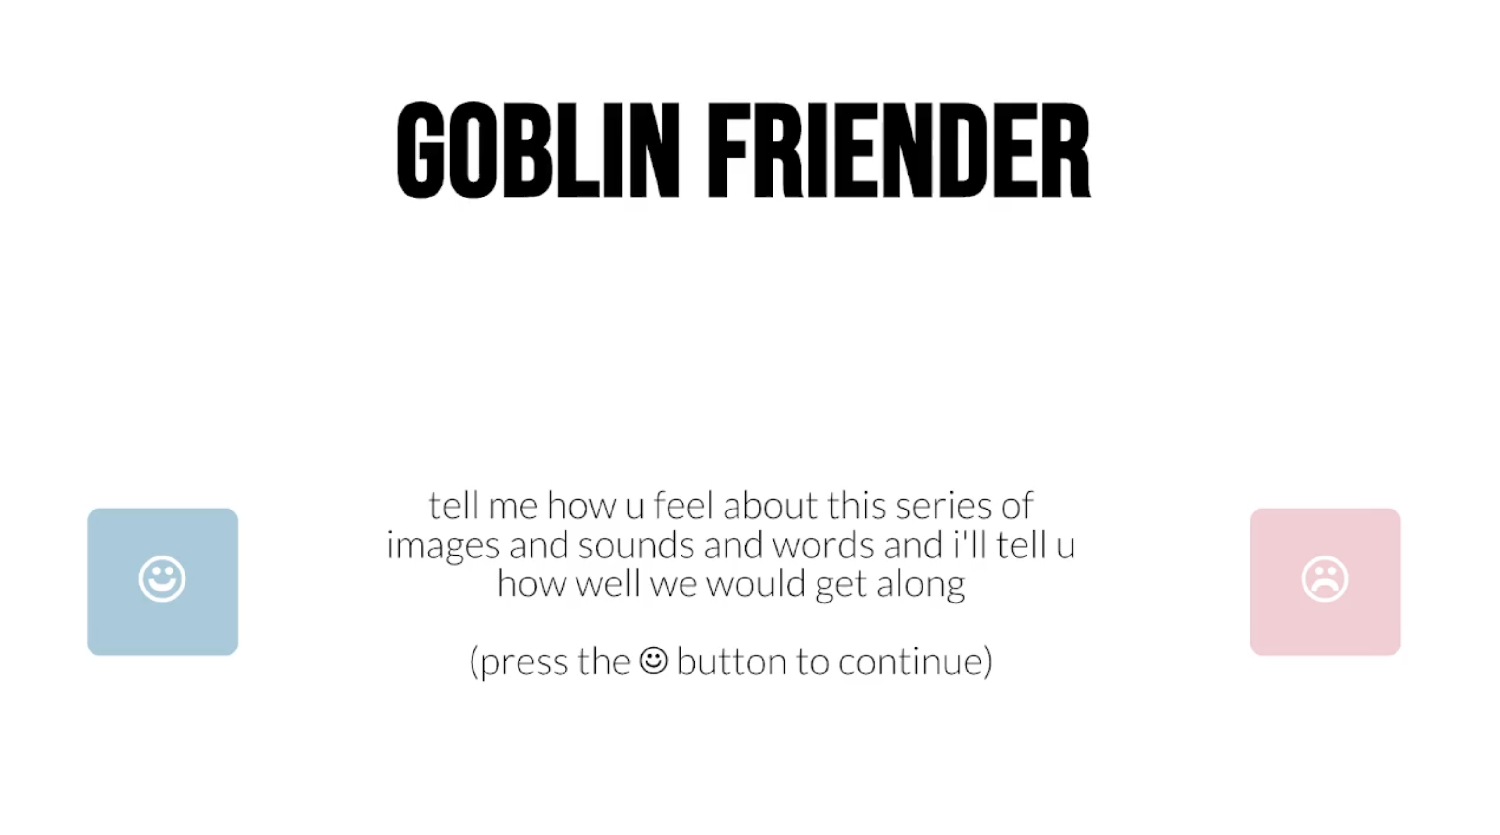 GOBLIN FRIENDER
tell me how u feel about this series of
images and sounds and words and i'll tell u
how well we would get along
(press the ☺ button to continue)